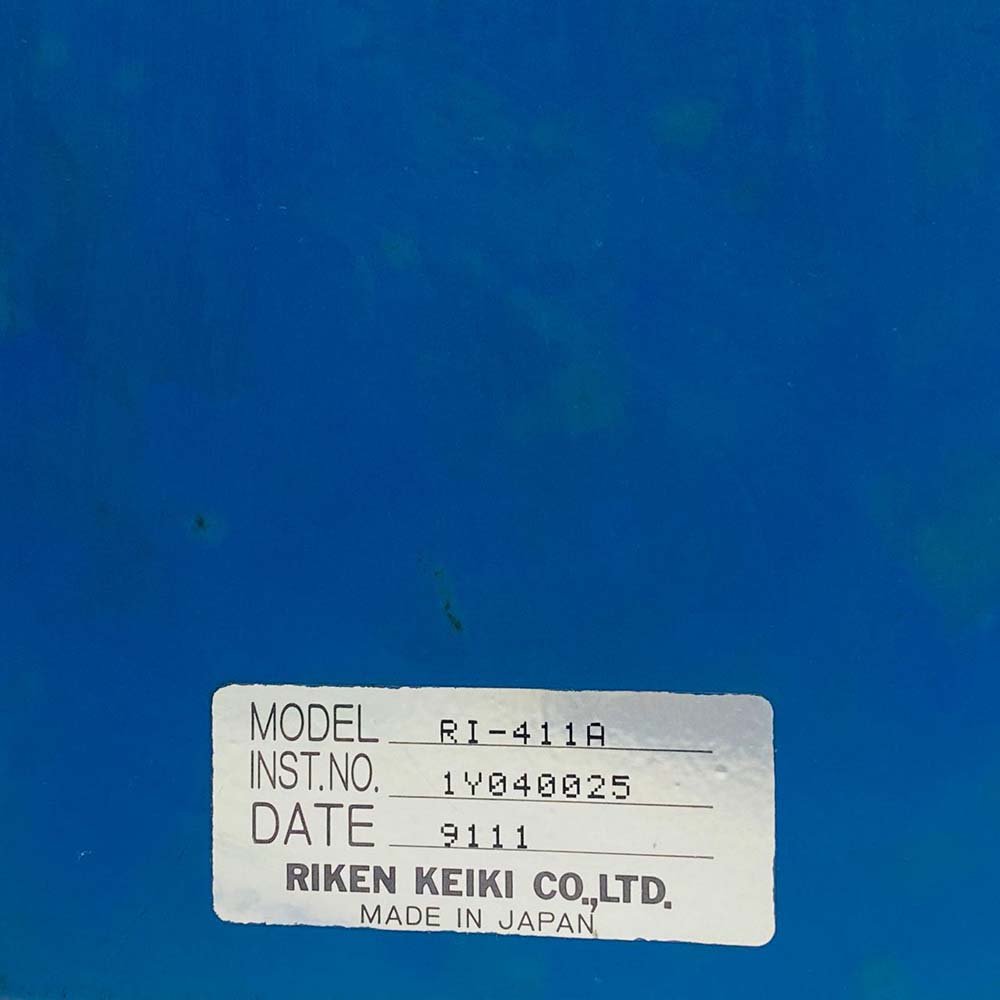 MODEL RI-411A
INST.NO. 1Y040025
DATE 9111
RIKEN KEIKI CO.,LTD.
MADE IN JAPAN